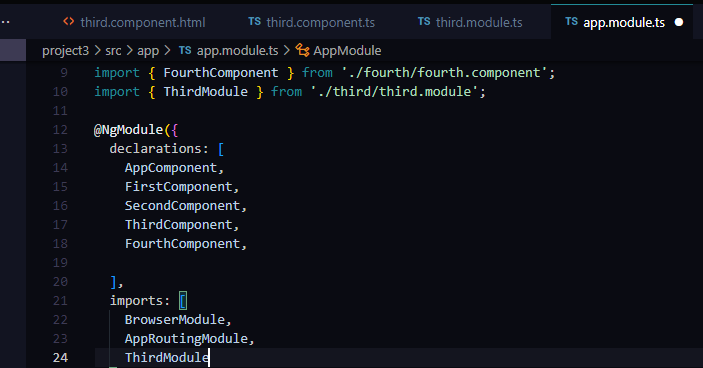 third.component.html TS third.component.ts TS third.module.ts TS app.module.ts
project3 > src > app > TS app.module.ts > AppModule
9 import { FourthComponent } from './fourth/fourth.component';
10 import { ThirdModule } from './third/third.module';
11
12 @NgModule({
13 declarations: [
14 AppComponent,
15 FirstComponent,
16 SecondComponent,
17 ThirdComponent,
18 FourthComponent,
19
20 ],
21 imports: [
22 BrowserModule,
23 AppRoutingModule,
24 ThirdModule